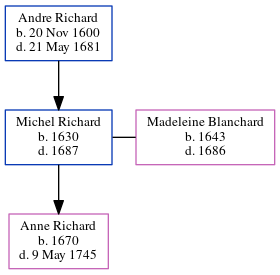 Andre Richard
b. 20 Nov 1600
d. 21 May 1681
Michel Richard
b. 1630
d. 1687
Madeleine Blanchard
b. 1643
d. 1686
Anne Richard
b. 1670
d. 9 May 1745